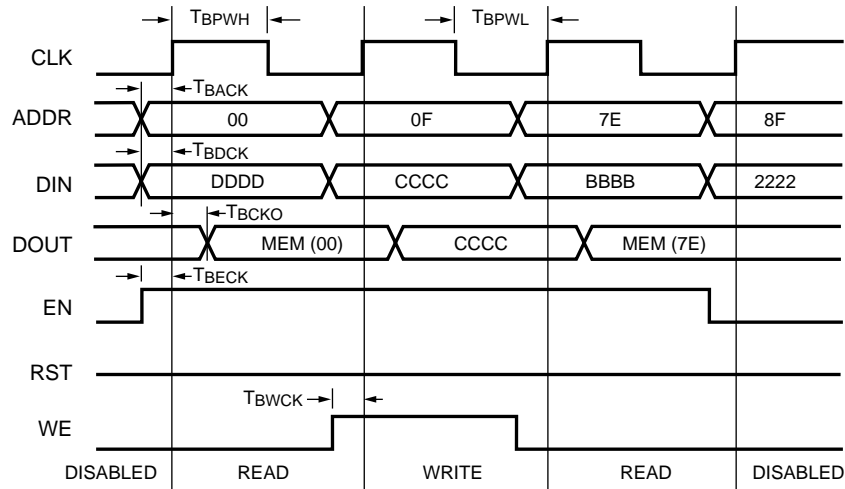 TBPWH TBPWL
CLK
TBACK
ADDR 00 0F 7E 8F
TBDCK
DIN DDDD CCCC BBBB 2222
TBCKO
DOUT MEM (00) CCCC MEM (7E)
TBECK
EN
RST
TBWCK
WE
DISABLED READ WRITE READ DISABLED